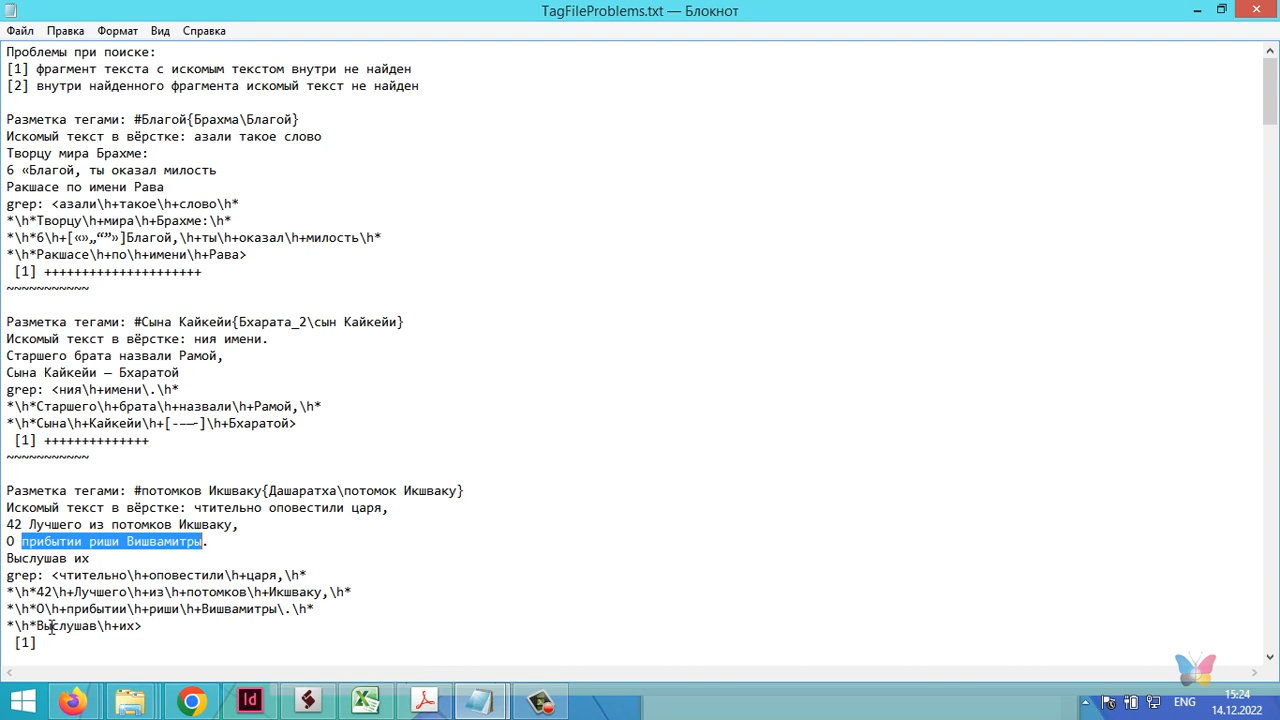 TagFileProblems.txt — Блокнот
Файл Правка Формат Вид Справка
Проблемы при поиске:
[1] фрагмент текста с искомым текстом внутри не найден
[2] внутри найденного фрагмента искомый текст не найден
Разметка тегами: #Благой{Брахма\Благой}
Искомый текст в вёрстке: азали такое слово
Творцу мира Брахме:
6 «Благой, ты оказал милость
Ракшасе по имени Рава
grep: <азали\h+такое\h+слово\h*
*\h*Творцу\h+мира\h+Брахме:\h*
*\h*6\h+[«»„“”»]Благой,\h+ты\h+оказал\h+милость\h*
*\h*Ракшасе\h+по\h+имени\h+Рава>
[1] +++++++++++++++++++++
~~~~~~~~~~~
Разметка тегами: #Сына Кайкейи{Бхарата_2\сын Кайкейи}
Искомый текст в вёрстке: ния имени.
Старшего брата назвали Рамой,
Сына Кайкейи — Бхаратой
grep: <ния\h+имени\.\h*
*\h*Старшего\h+брата\h+назвали\h+Рамой,\h*
*\h*Сына\h+Кайкейи\h+[-—–-]\h+Бхаратой>
[1] ++++++++++++++
~~~~~~~~~~~
Разметка тегами: #потомков Икшваку{Дашаратха\потомок Икшваку}
Искомый текст в вёрстке: чтительно оповестили царя,
42 Лучшего из потомков Икшваку,
О прибытии риши Вишвамитры.
Выслушав их
grep: <чтительно\h+оповестили\h+царя,\h*
*\h*42\h+Лучшего\h+из\h+потомков\h+Икшваку,\h*
*\h*О\h+прибытии\h+риши\h+Вишвамитры\.\h*
*\h*Выслушав\h+их>
[1]
Id
ENG
15:24
14.12.2022